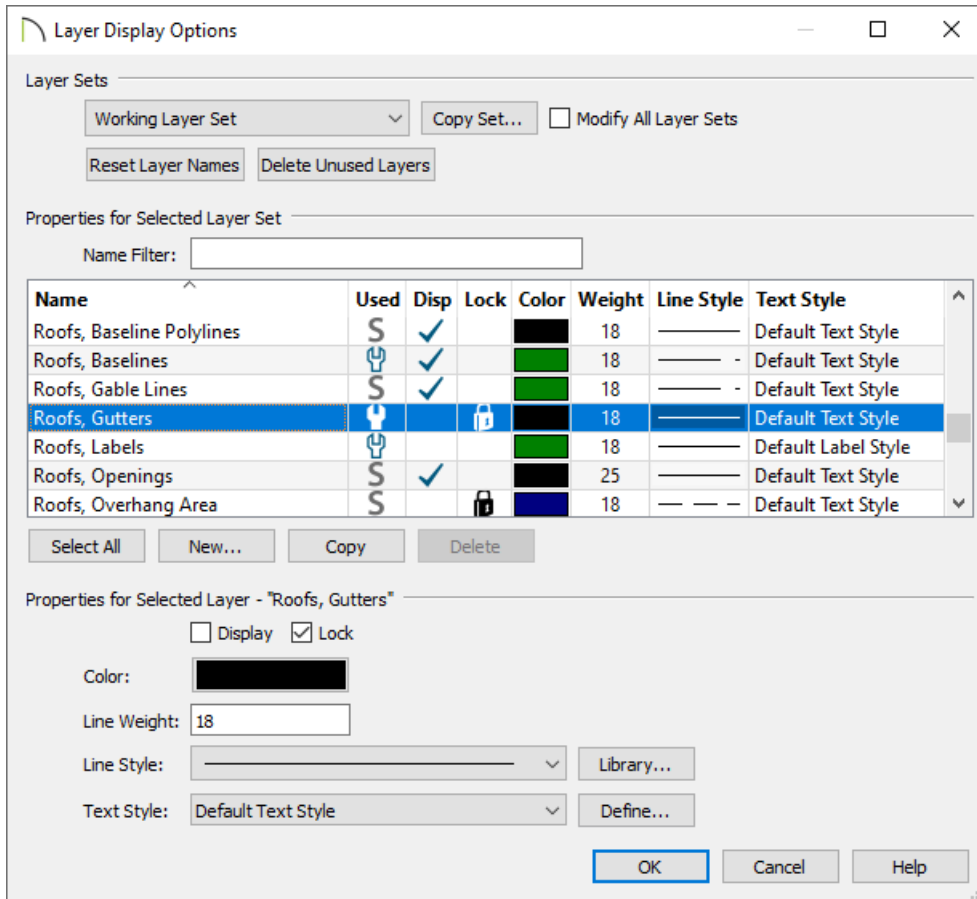 Layer Display Options
Layer Sets
Working Layer Set Copy Set... Modify All Layer Sets
Reset Layer Names Delete Unused Layers
Properties for Selected Layer Set
Name Filter:
Name Used Disp Lock Color Weight Line Style Text Style
Roofs, Baseline Polylines S 18 Default Text Style
Roofs, Baselines 18 Default Text Style
Roofs, Gable Lines S 18 Default Text Style
Roofs, Gutters 18 Default Text Style
Roofs, Labels 18 Default Label Style
Roofs, Openings S 25 Default Text Style
Roofs, Overhang Area S 18 Default Text Style
Select All New... Copy Delete
Properties for Selected Layer - "Roofs, Gutters"
Display Lock
Color:
Line Weight: 18
Line Style: Library...
Text Style: Default Text Style Define...
OK Cancel Help